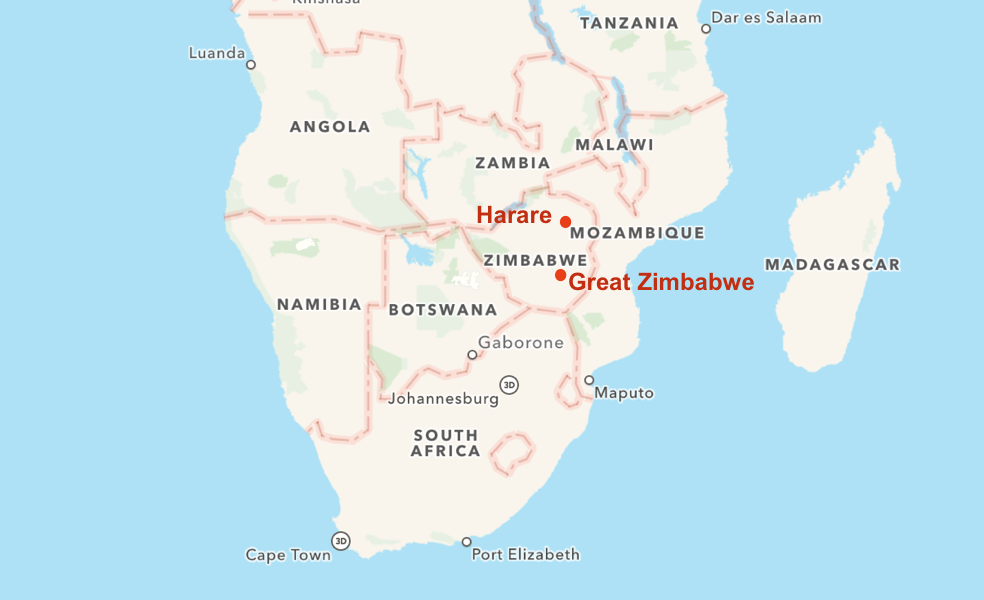 Kinshasa
TANZANIA
Dar es Salaam
Luanda
ANGOLA
MALAWI
ZAMBIA
Harare
MOZAMBIQUE
ZIMBABWE
MADAGASCAR
Great Zimbabwe
NAMIBIA
BOTSWANA
Gaborone
3D
Johannesburg
Maputo
SOUTH
AFRICA
3D
Cape Town
Port Elizabeth